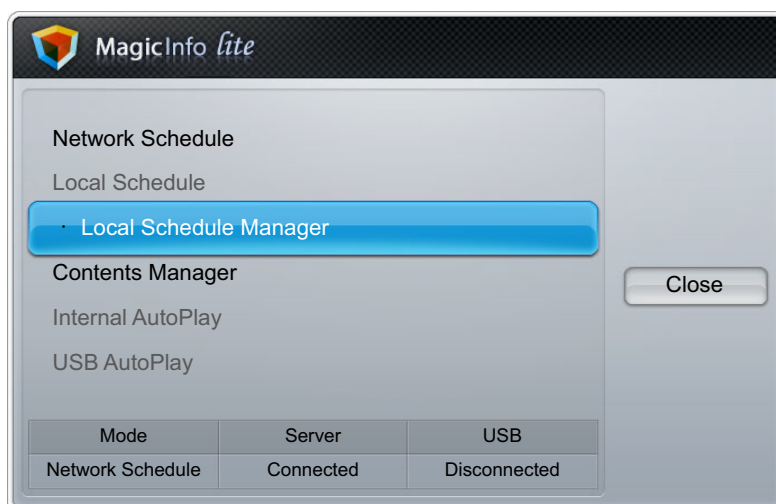 MagicInfo lite
Network Schedule
Local Schedule
· Local Schedule Manager
Contents Manager
Close
Internal AutoPlay
USB AutoPlay
Mode Server USB
Network Schedule Connected Disconnected